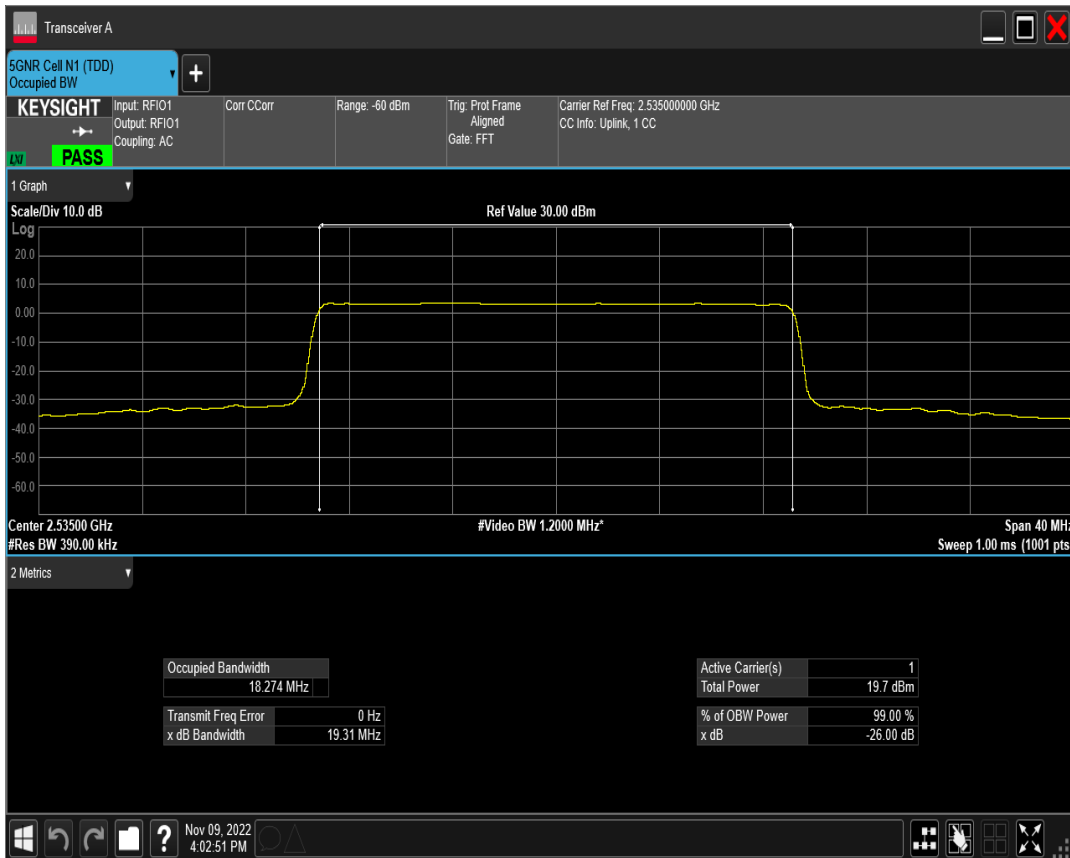 Transceiver A
5GNR Cell N1 (TDD)
Occupied BW
+
KEYSIGHT
LXI
PASS
Input: RFIO1
Output: RFIO1
Coupling: AC
Corr CCorr
Range: -60 dBm
Trig: Prot Frame
Aligned
Gate: FFT
Carrier Ref Freq: 2.535000000 GHz
CC Info: Uplink, 1 CC
1 Graph
Scale/Div 10.0 dB
Ref Value 30.00 dBm
Log
20.0
10.0
0.00
-10.0
-20.0
-30.0
-40.0
-50.0
-60.0
Center 2.53500 GHz
#Video BW 1.2000 MHz*
Span 40 MHz
#Res BW 390.00 kHz
Sweep 1.00 ms (1001 pts
2 Metrics
Occupied Bandwidth
18.274 MHz
Transmit Freq Error 0 Hz
x dB Bandwidth 19.31 MHz
Active Carrier(s) 1
Total Power 19.7 dBm
% of OBW Power 99.00 %
x dB -26.00 dB
?
Nov 09, 2022
4:02:51 PM